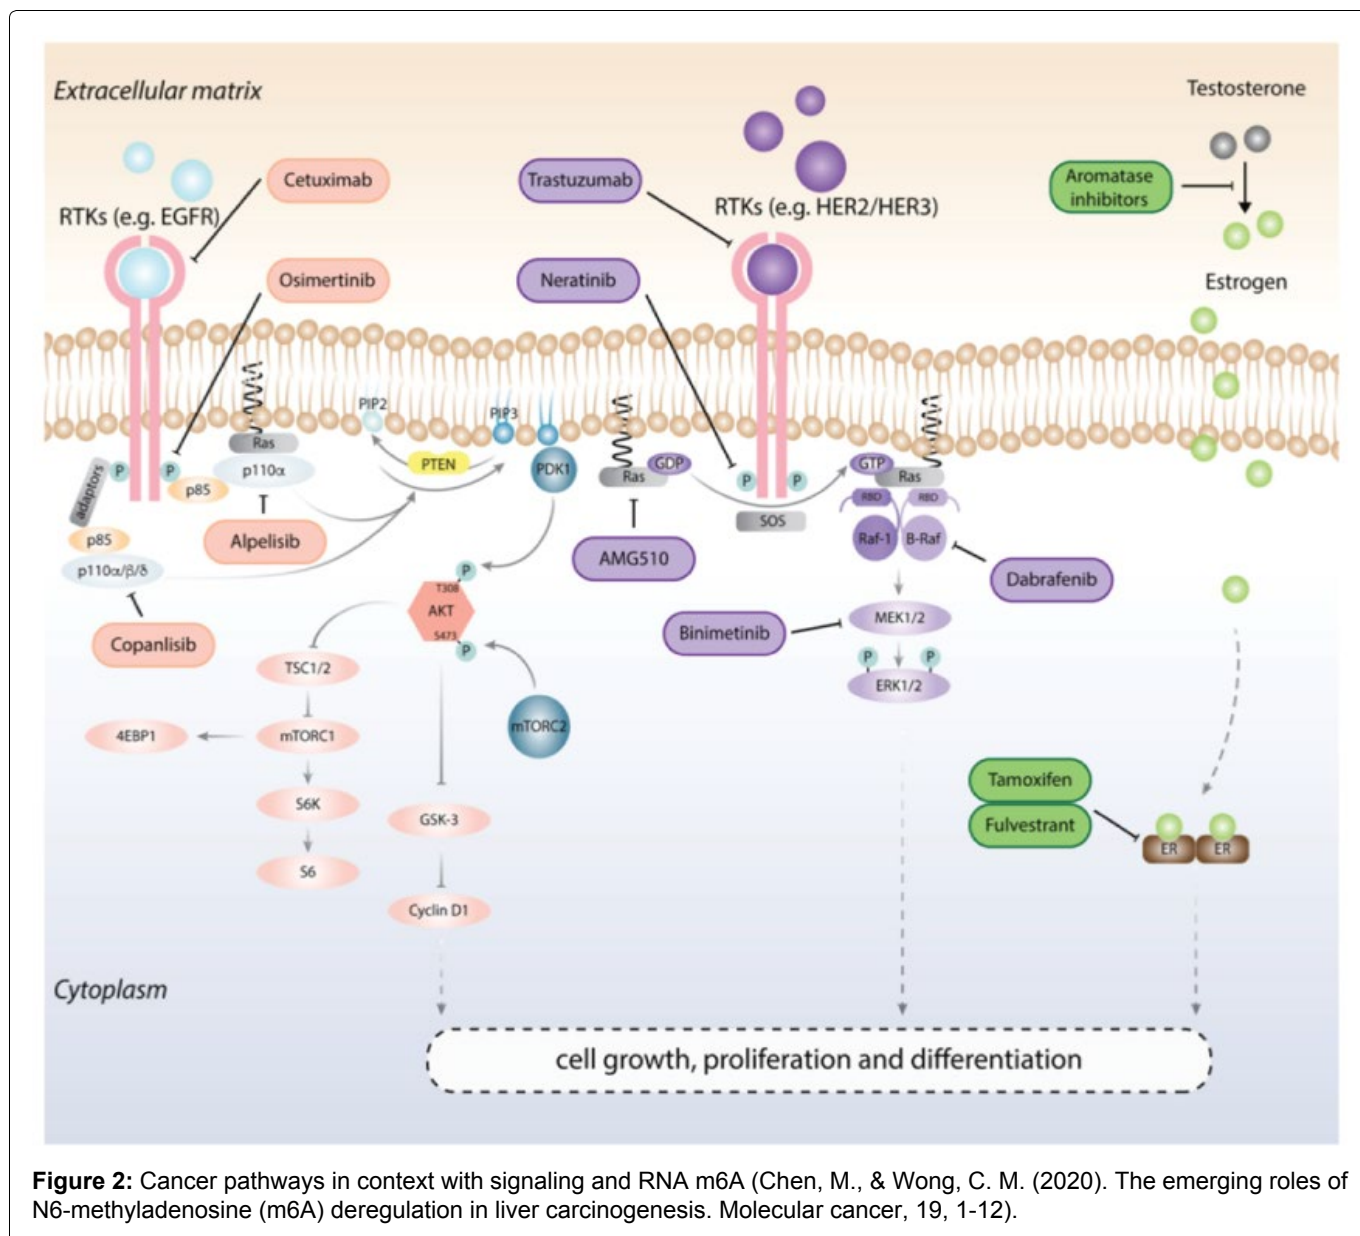 Extracellular matrix
Testosterone
Cetuximab
Trastuzumab
Aromatase
inhibitors
RTKs (e.g. EGFR)
RTKs (e.g. HER2/HER3)
Osimertinib
Neratinib
Estrogen
PIP2
PIP3
Ras
PTEN
PDK1
GDP
GTP
P
P
p110α
Ras
Ras
adaptors
p85
P
P
RBD
RBD
SOS
p85
Alpelisib
Raf-1
B-Raf
AMG510
p110α/β/δ
P
Dabrafenib
T308
AKT
S473
MEK1/2
Copanlisib
Binimetinib
P
P
P
TSC1/2
ERK1/2
4EBP1
mTORC1
mTORC2
Tamoxifen
S6K
GSK-3
Fulvestrant
ER
ER
S6
Cyclin D1
Cytoplasm
cell growth, proliferation and differentiation
Figure 2: Cancer pathways in context with signaling and RNA m6A (Chen, M., & Wong, C. M. (2020). The emerging roles of
N6-methyladenosine (m6A) deregulation in liver carcinogenesis. Molecular cancer, 19, 1-12).